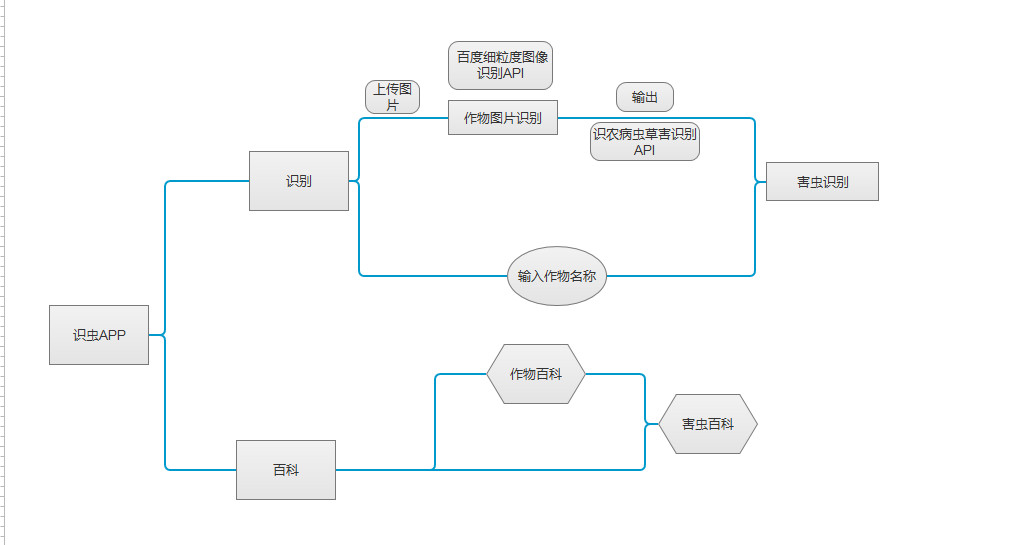 百度细粒度图像
识别API
上传图
片
作物图片识别
输出
识农病虫草害识别
API
识别
害虫识别
输入作物名称
识虫APP
作物百科
害虫百科
百科